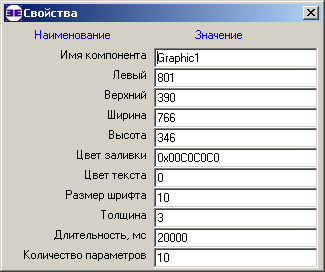 Свойства
Наименование Значение
Имя компонента Graphic1
Левый 801
Верхний 390
Ширина 766
Высота 346
Цвет заливки 0x00C0C0C0
Цвет текста 0
Размер шрифта 10
Толщина 3
Длительность, мс 20000
Количество параметров 10